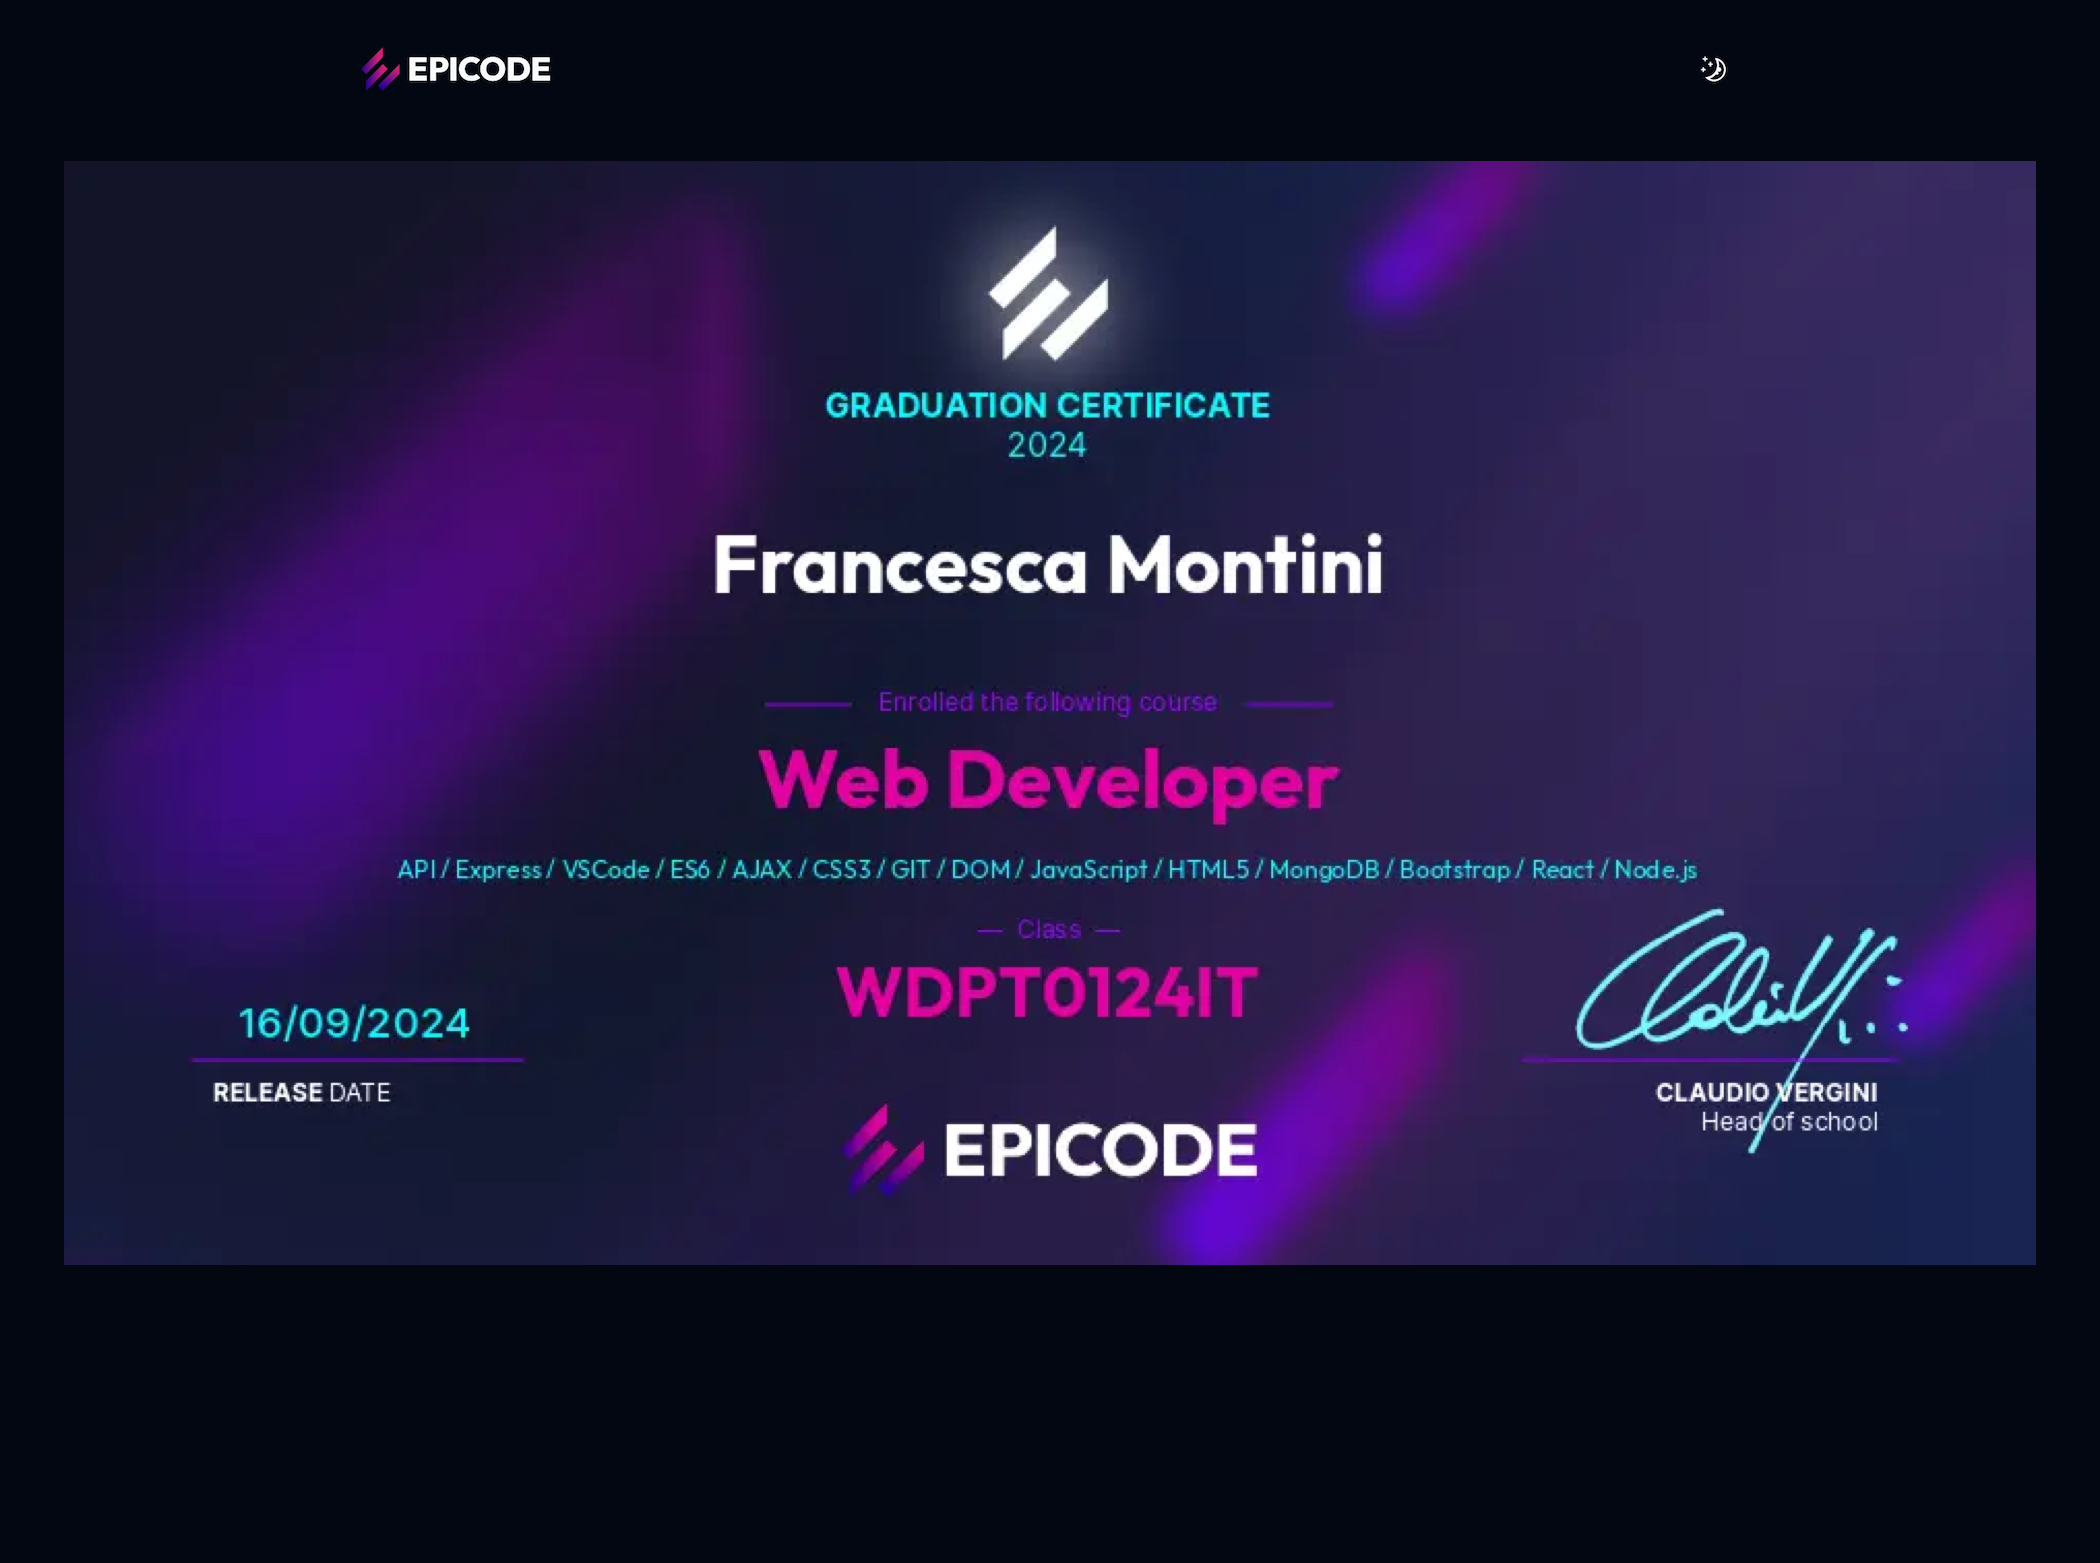 EPICODE
GRADUATION CERTIFICATE
2024
Francesca Montini
Enrolled the following course
Web Developer
API / Express / VSCode / ES6 / AJAX / CSS3 / GIT / DOM / JavaScript / HTML5 / MongoDB / Bootstrap / React / Node.js
— Class —
WDPT0124IT
16/09/2024
RELEASE DATE
CLAUDIO VERGINI
Head of school
EPICODE